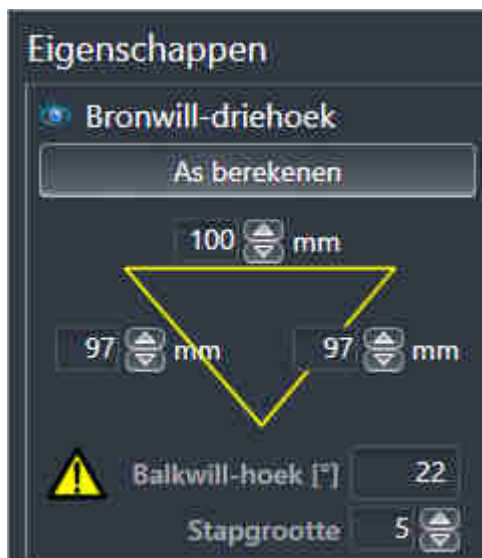 Eigenschappen
Bronwill-driehoek
As berekenen
100 mm
97 mm 97 mm
Balkwill-hoek [°] 22
Stapgrootte 5